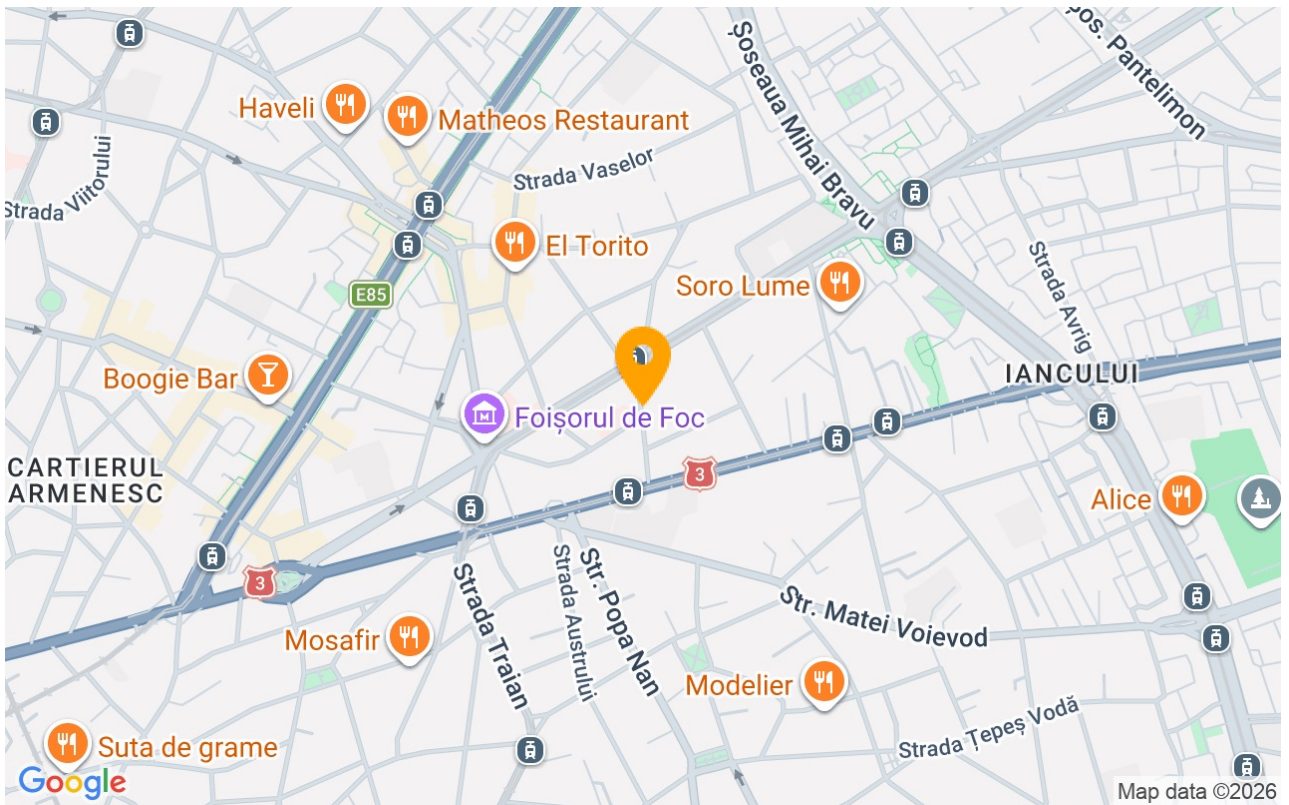 Șoseaua Mihai Bravu
Șos. Pantelimon
Haveli
Matheos Restaurant
Strada Viitorului
Strada Vaselor
El Torito
Soro Lume
E85
Strada Avrig
Boogie Bar
IANCULUI
Foișorul de Foc
CARTIERUL
ARMENESC
3
Alice
3
Strada Traian
Strada Austrului
Str. Popa Nan
Str. Matei Voievod
Mosafir
Modelier
Strada Țepeș Vodă
Suta de grame
Google
Map data ©2026